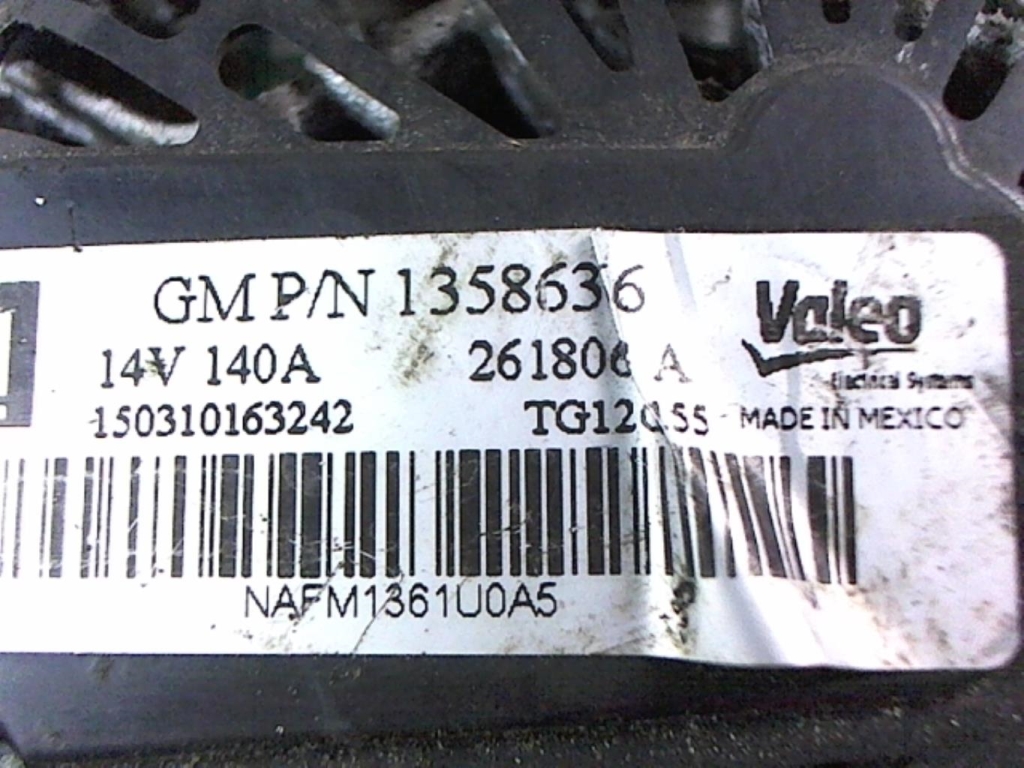 GM P/N 1358636
Valeo
Electrical Systems
14V 140A 261806 A
150310163242 MADE IN MEXICO
NAFM1361U0A5